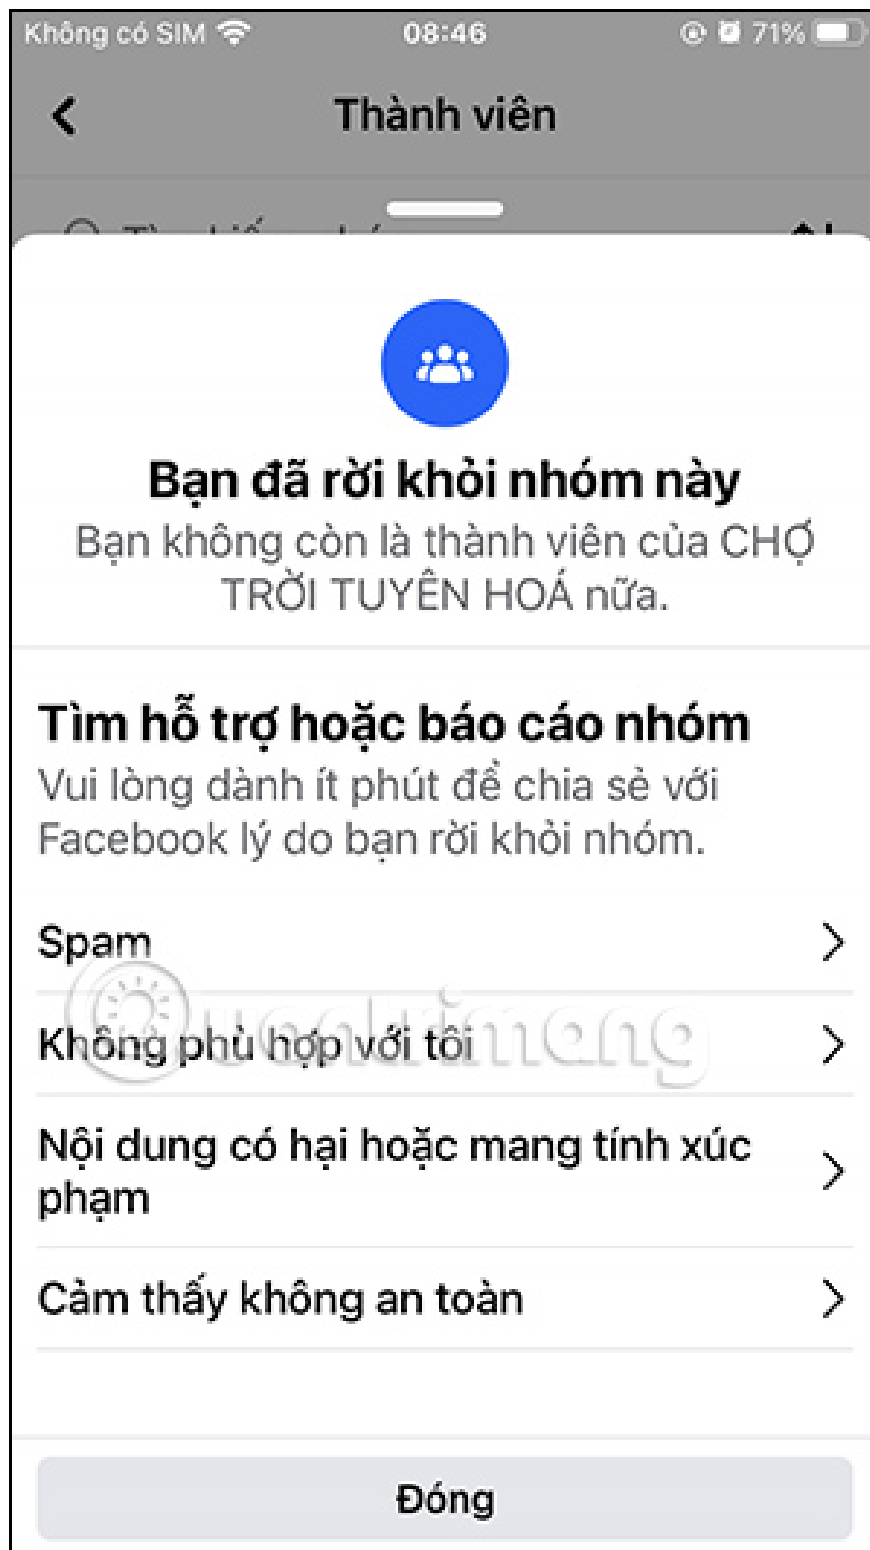 Không có SIM 08:46 71%
Thành viên
Bạn đã rời khỏi nhóm này
Bạn không còn là thành viên của CHỢ
TRỜI TUYÊN HOÁ nữa.
Tìm hỗ trợ hoặc báo cáo nhóm
Vui lòng dành ít phút để chia sẻ với
Facebook lý do bạn rời khỏi nhóm.
Spam
Quantrimang
Không phù hợp với tôi
Nội dung có hại hoặc mang tính xúc
phạm
Cảm thấy không an toàn
Đóng